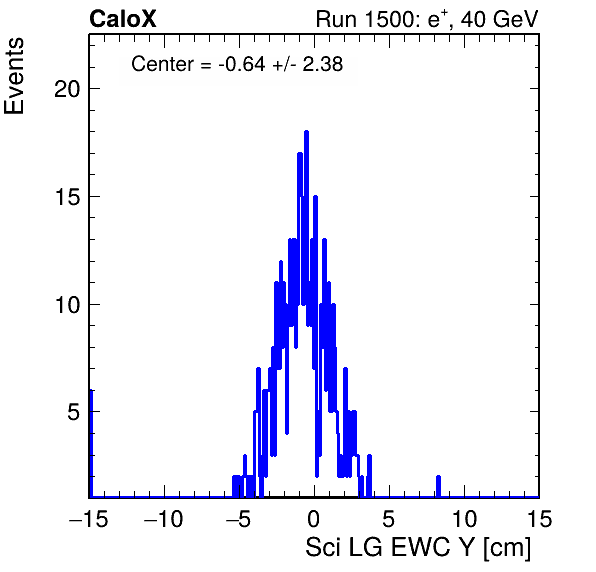 CaloX Run 1500: e⁺, 40 GeV
Events
Center = -0.64 +/- 2.38
20
15
10
5
−15 −10 −5 0 5 10 15
Sci LG EWC Y [cm]